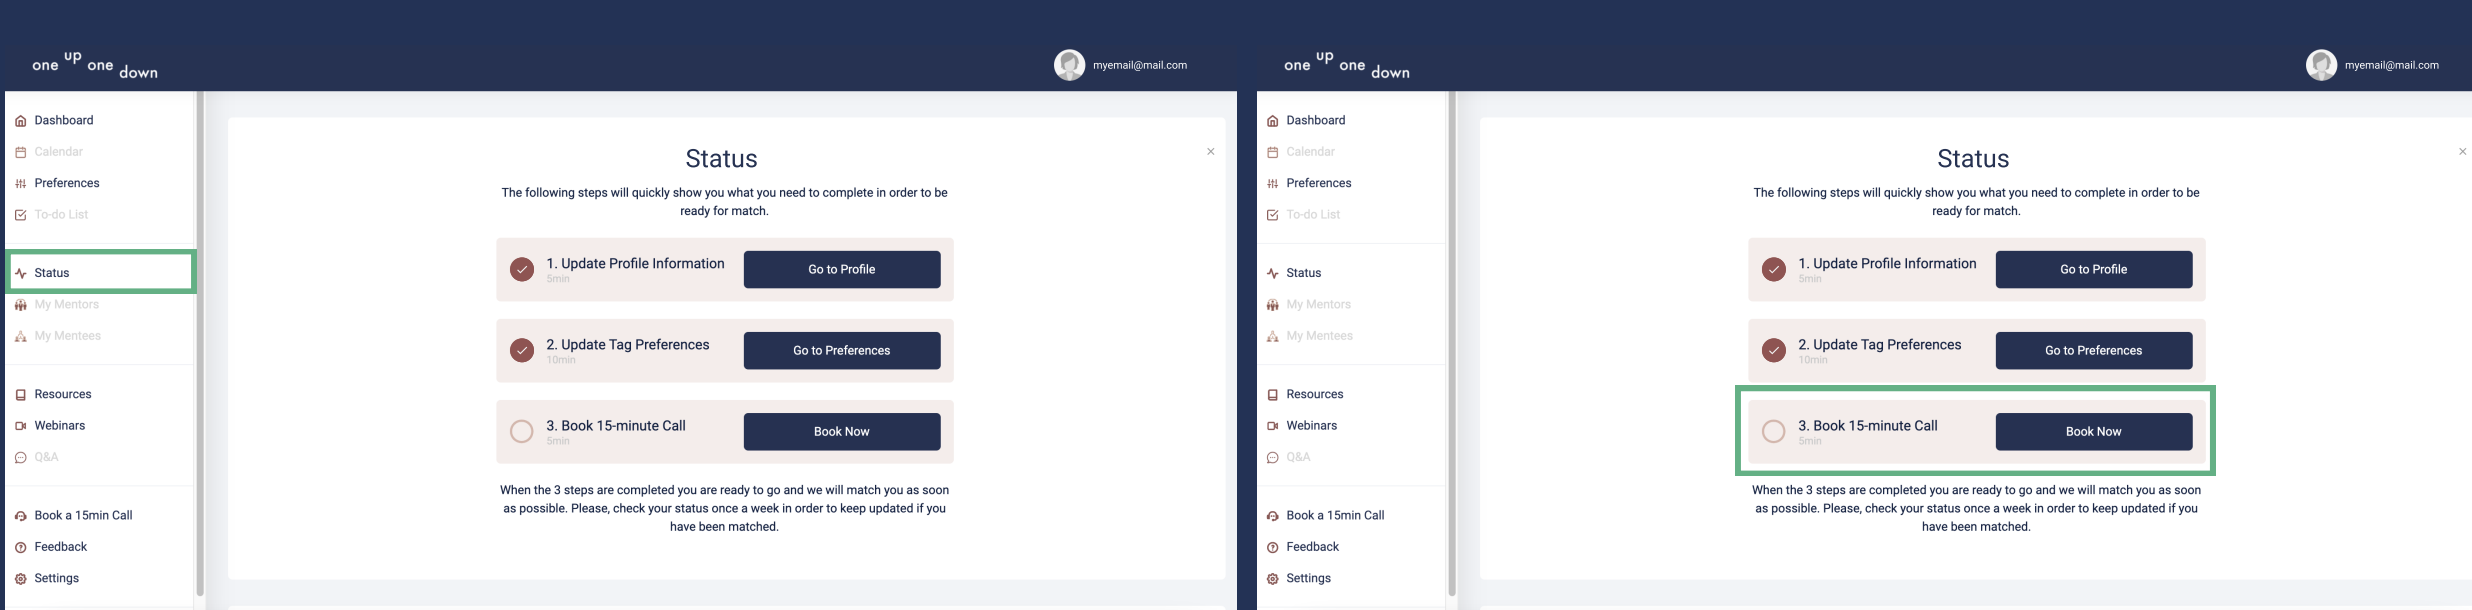 one up one down
myemail@mail.com
Dashboard
Calendar
Preferences
To-do List
Status
My Mentors
My Mentees
Resources
Webinars
Q&A
Book a 15min Call
Feedback
Settings
Status
×
The following steps will quickly show you what you need to complete in order to be
ready for match.
1. Update Profile Information
5min
Go to Profile
2. Update Tag Preferences
10min
Go to Preferences
3. Book 15-minute Call
5min
Book Now
When the 3 steps are completed you are ready to go and we will match you as soon
as possible. Please, check your status once a week in order to keep updated if you
have been matched.
one up one down
myemail@mail.com
Dashboard
Calendar
Preferences
To-do List
Status
My Mentors
My Mentees
Resources
Webinars
Q&A
Book a 15min Call
Feedback
Settings
Status
×
The following steps will quickly show you what you need to complete in order to be
ready for match.
1. Update Profile Information
5min
Go to Profile
2. Update Tag Preferences
10min
Go to Preferences
3. Book 15-minute Call
5min
Book Now
When the 3 steps are completed you are ready to go and we will match you as soon
as possible. Please, check your status once a week in order to keep updated if you
have been matched.